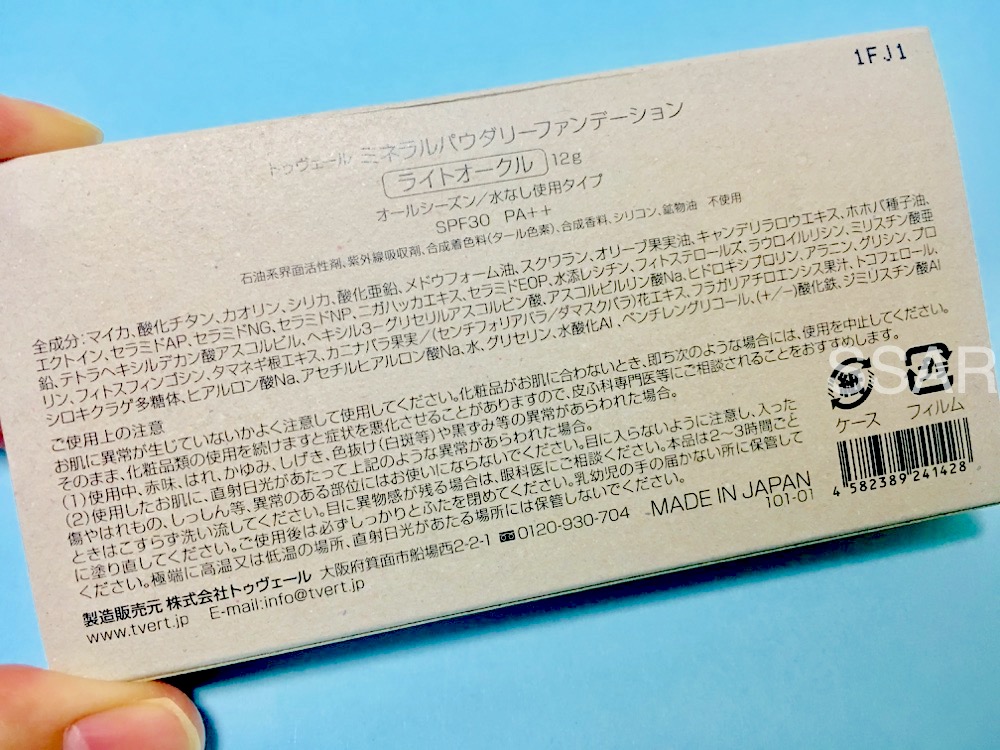 1FJ1
トゥヴェール ミネラルパウダリーファンデーション
ライトオークル 12g
オールシーズン/水なし使用タイプ
SPF30 PA++
石油系界面活性剤、紫外線吸収剤、合成着色料(タール色素)、合成香料、シリコン、鉱物油 不使用
全成分:マイカ、酸化チタン、カオリン、シリカ、酸化亜鉛、メドウフォーム油、スクワラン、オリーブ果実油、キャンデリラロウエキス、ホホバ種子油、
エクトイン、セラミドAP、セラミドNG、セラミドNP、ニガハッカエキス、セラミドEOP、水添レシチン、フィトステロールズ、ラウロイルリシン、ミリスチン酸亜
鉛、テトラヘキシルデカン酸アスコルビル、ヘキシル3-グリセリルアスコルビン酸、アスコルビルリン酸Na、ヒドロキシプロリン、アラニン、グリシン、プロ
リン、フィトスフィンゴシン、タマネギ根エキス、カニナバラ果実/(センチフォリアバラ/ダマスクバラ)花エキス、フラガリアチロエンシス果汁、トコフェロール、
シロキクラゲ多糖体、ヒアルロン酸Na、アセチルヒアルロン酸Na、水、グリセリン、水酸化Al、ペンチレングリコール、(+/-)酸化鉄、ジミリスチン酸Al
ご使用上の注意
お肌に異常が生じていないかよく注意して使用してください。化粧品がお肌に合わないとき、即ち次のような場合には、使用を中止してください。
そのまま、化粧品類の使用を続けますと症状を悪化させることがありますので、皮ふ科専門医等にご相談されることをおすすめします。
(1)使用中、赤味、はれ、かゆみ、しげき、色抜け(白斑等)や黒ずみ等の異常があらわれた場合。
(2)使用したお肌に、直射日光があたって上記のような異常があらわれた場合。
傷やはれもの、しっしん等、異常のある部位にはお使いにならないでください。目に入らないように注意し、入った
ときはこすらず洗い流してください。目に異物感が残る場合は、眼科医にご相談ください。本品は2~3時間ごと
に塗り直してください。ご使用後は必ずしっかりとふたを閉めてください。乳幼児の手の届かない所に保管して
ください。極端に高温又は低温の場所、直射日光があたる場所には保管しないでください。
製造販売元 株式会社トゥヴェール 大阪府箕面市船場西2-2-1 0120-930-704
www.tvert.jp E-mail:info@tvert.jp
MADE IN JAPAN
101-01
紙
プラ
ケース フィルム
4 582389 241428
SSAR